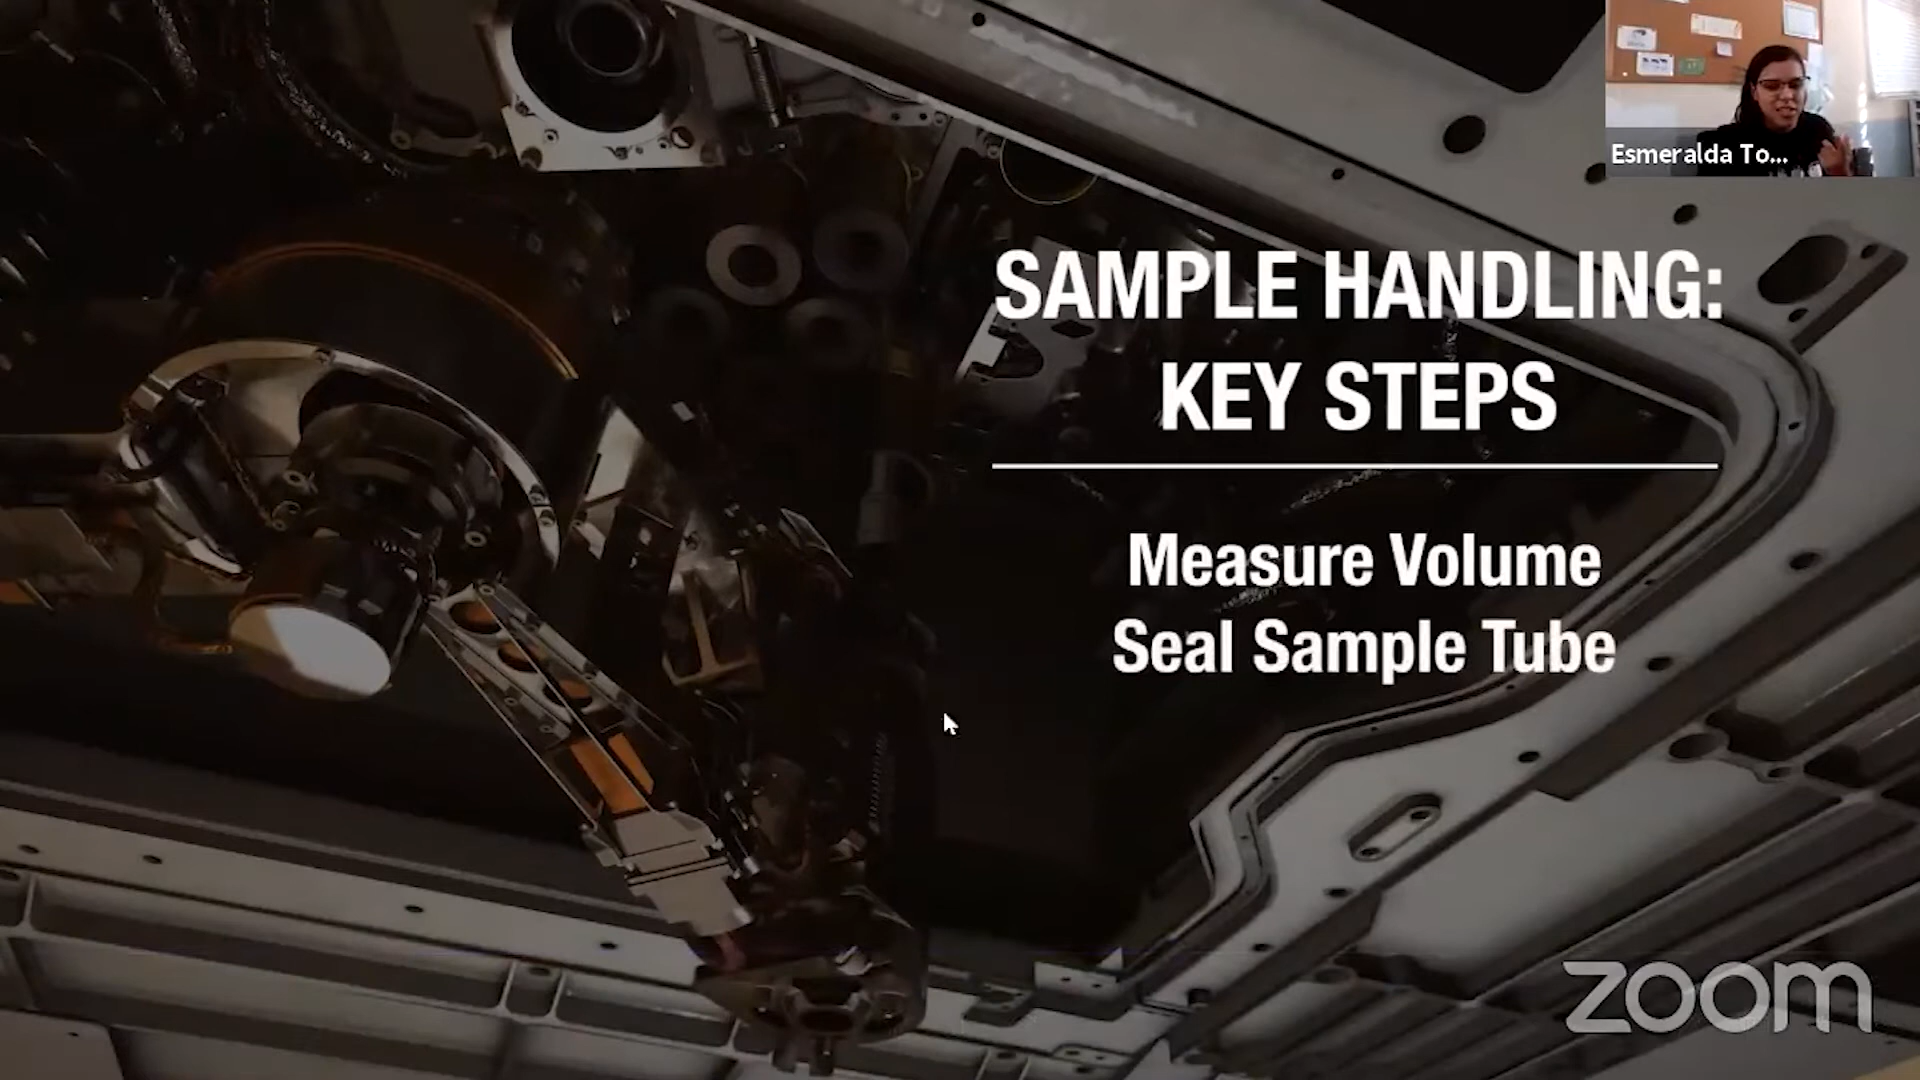 Esmeralda To...
SAMPLE HANDLING:
KEY STEPS
Measure Volume
Seal Sample Tube
zoom